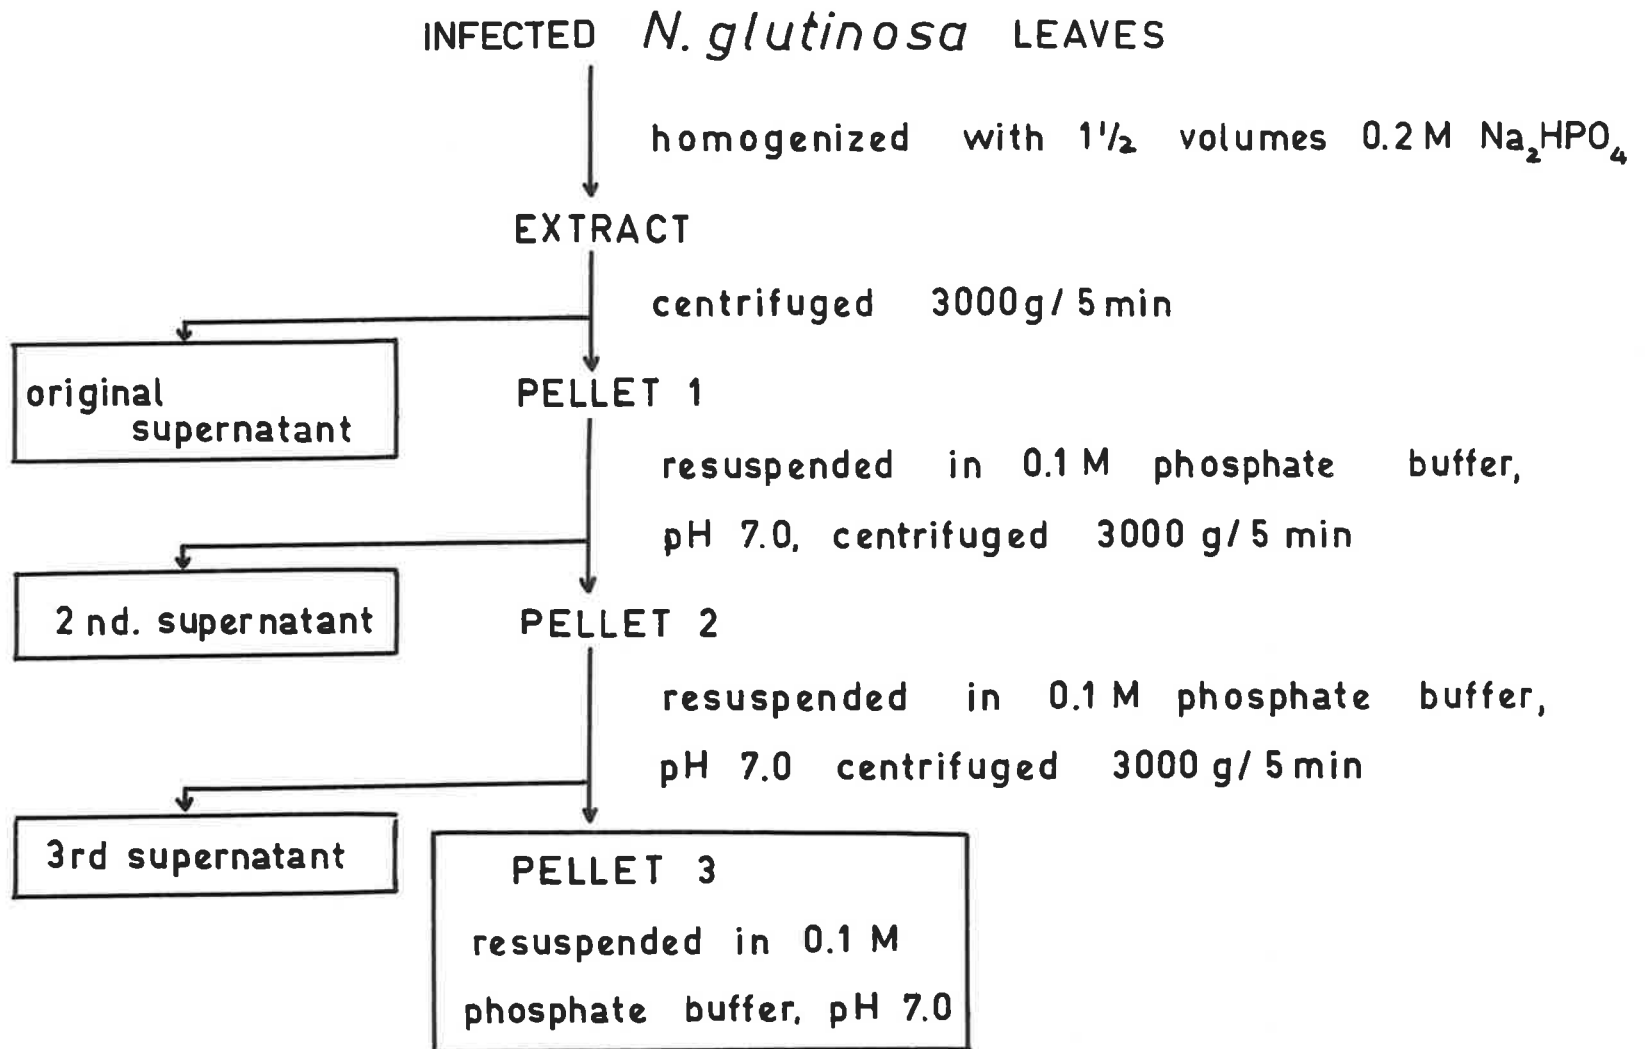 INFECTED N. glutinosa LEAVES
homogenized with 1 1/2 volumes 0.2 M Na₂HPO₄
EXTRACT
centrifuged 3000g/ 5 min
original
supernatant
PELLET 1
resuspended in 0.1 M phosphate buffer,
pH 7.0, centrifuged 3000 g/ 5 min
2 nd. supernatant
PELLET 2
resuspended in 0.1 M phosphate buffer,
pH 7.0 centrifuged 3000 g/ 5 min
3rd supernatant
PELLET 3
resuspended in 0.1 M
phosphate buffer, pH 7.0